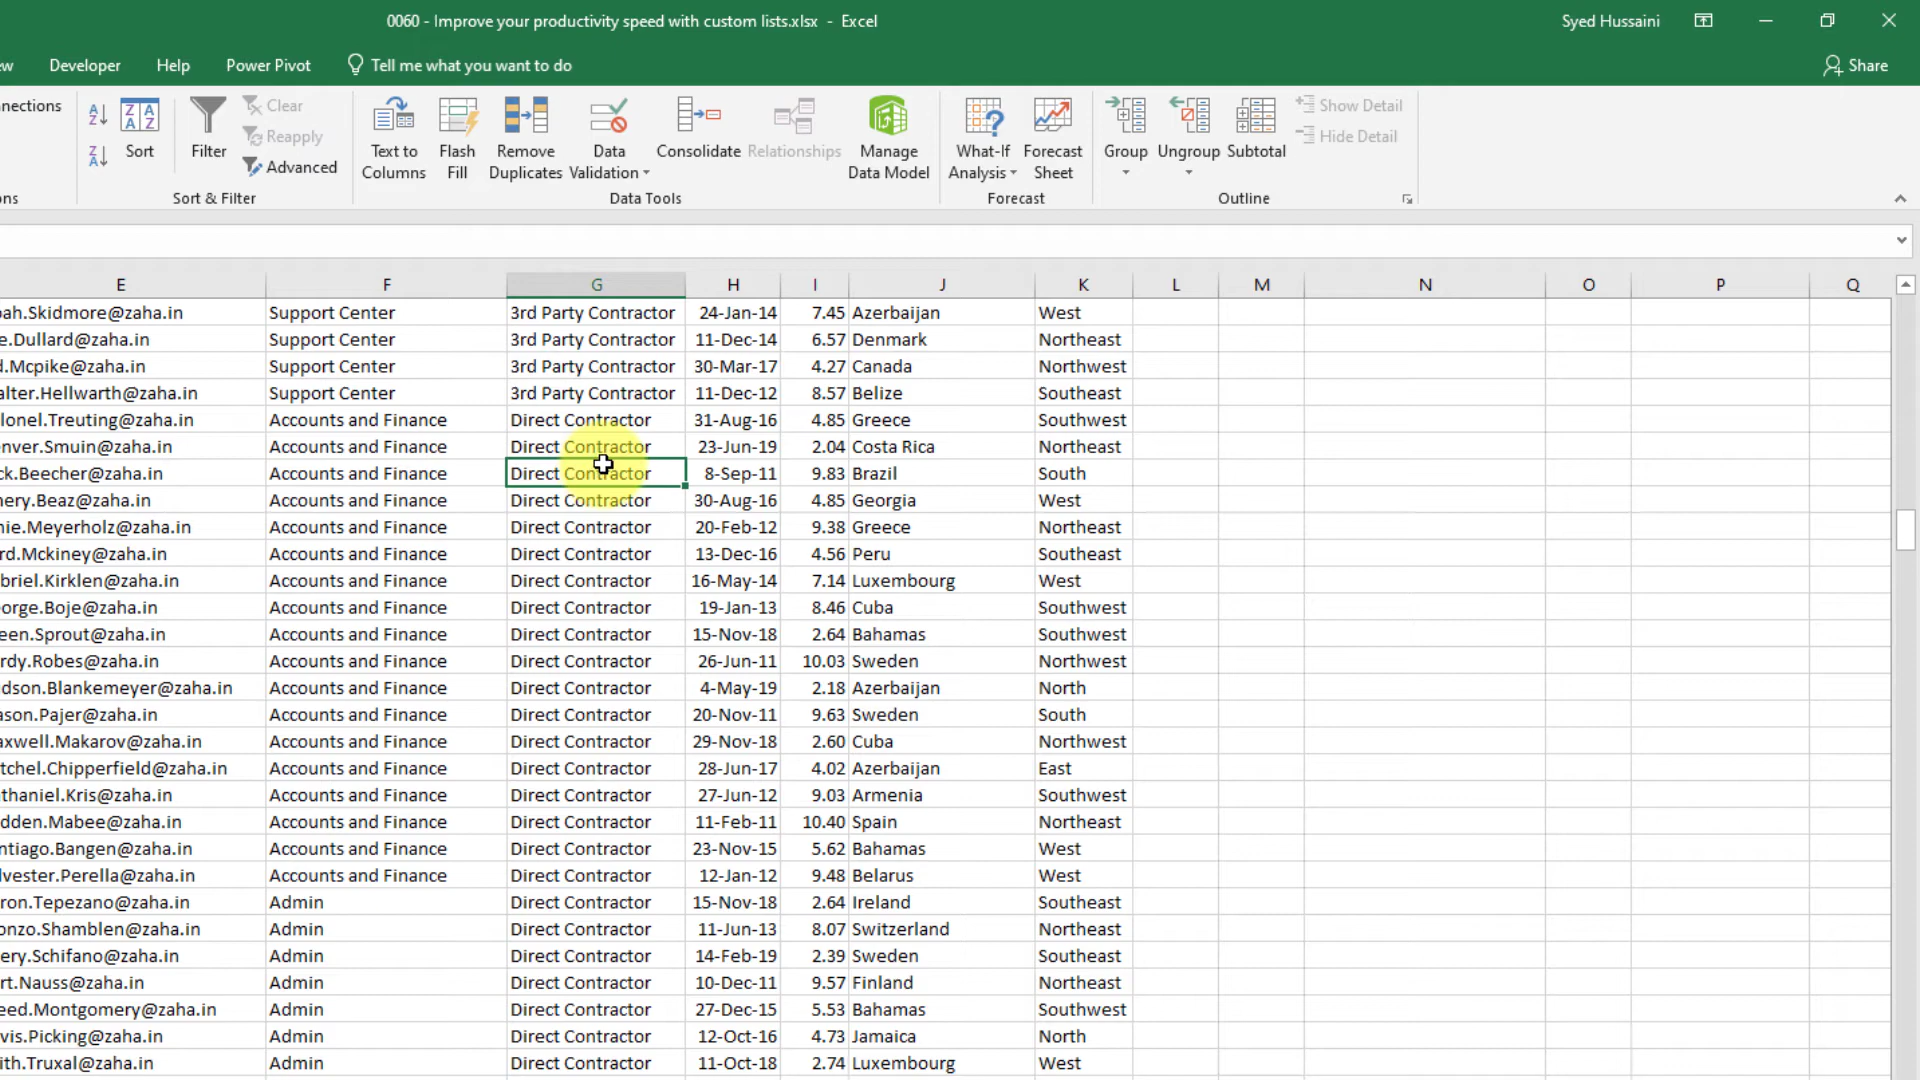 0060 - Improve your productivity speed with custom lists.xlsx - Excel
Syed Hussaini
Developer Help Power Pivot Tell me what you want to do
Share
nnections
Sort
Filter
Clear
Reapply
Advanced
Text to Columns
Flash Fill
Remove Duplicates
Data Validation
Consolidate
Relationships
Manage Data Model
What-If Analysis
Forecast Sheet
Group
Ungroup
Subtotal
Show Detail
Hide Detail
Sort & Filter
Data Tools
Forecast
Outline
E F G H I J K L M N O P Q
ah.Skidmore@zaha.in Support Center 3rd Party Contractor 24-Jan-14 7.45 Azerbaijan West
e.Dullard@zaha.in Support Center 3rd Party Contractor 11-Dec-14 6.57 Denmark Northeast
d.Mcpike@zaha.in Support Center 3rd Party Contractor 30-Mar-17 4.27 Canada Northwest
alter.Hellwarth@zaha.in Support Center 3rd Party Contractor 11-Dec-12 8.57 Belize Southeast
lonel.Treuting@zaha.in Accounts and Finance Direct Contractor 31-Aug-16 4.85 Greece Southwest
nver.Smuin@zaha.in Accounts and Finance Direct Contractor 23-Jun-19 2.04 Costa Rica Northeast
ck.Beecher@zaha.in Accounts and Finance Direct Contractor 8-Sep-11 9.83 Brazil South
nery.Beaz@zaha.in Accounts and Finance Direct Contractor 30-Aug-16 4.85 Georgia West
nie.Meyerholz@zaha.in Accounts and Finance Direct Contractor 20-Feb-12 9.38 Greece Northeast
rd.Mckiney@zaha.in Accounts and Finance Direct Contractor 13-Dec-16 4.56 Peru Southeast
briel.Kirklen@zaha.in Accounts and Finance Direct Contractor 16-May-14 7.14 Luxembourg West
orge.Boje@zaha.in Accounts and Finance Direct Contractor 19-Jan-13 8.46 Cuba Southwest
een.Sprout@zaha.in Accounts and Finance Direct Contractor 15-Nov-18 2.64 Bahamas Southwest
rdy.Robes@zaha.in Accounts and Finance Direct Contractor 26-Jun-11 10.03 Sweden Northwest
dson.Blankemeyer@zaha.in Accounts and Finance Direct Contractor 4-May-19 2.18 Azerbaijan North
ason.Pajer@zaha.in Accounts and Finance Direct Contractor 20-Nov-11 9.63 Sweden South
axwell.Makarov@zaha.in Accounts and Finance Direct Contractor 29-Nov-18 2.60 Cuba Northwest
tchel.Chipperfield@zaha.in Accounts and Finance Direct Contractor 28-Jun-17 4.02 Azerbaijan East
thaniel.Kris@zaha.in Accounts and Finance Direct Contractor 27-Jun-12 9.03 Armenia Southwest
dden.Mabee@zaha.in Accounts and Finance Direct Contractor 11-Feb-11 10.40 Spain Northeast
ntiago.Bangen@zaha.in Accounts and Finance Direct Contractor 23-Nov-15 5.62 Bahamas West
lvester.Perella@zaha.in Accounts and Finance Direct Contractor 12-Jan-12 9.48 Belarus West
ron.Tepezano@zaha.in Admin Direct Contractor 15-Nov-18 2.64 Ireland Southeast
onzo.Shamblen@zaha.in Admin Direct Contractor 11-Jun-13 8.07 Switzerland Northeast
ery.Schifano@zaha.in Admin Direct Contractor 14-Feb-19 2.39 Sweden Southeast
rt.Nauss@zaha.in Admin Direct Contractor 10-Dec-11 9.57 Finland Northeast
eed.Montgomery@zaha.in Admin Direct Contractor 27-Dec-15 5.53 Bahamas Southwest
vis.Picking@zaha.in Admin Direct Contractor 12-Oct-16 4.73 Jamaica North
ith.Truxal@zaha.in Admin Direct Contractor 11-Oct-18 2.74 Luxembourg West